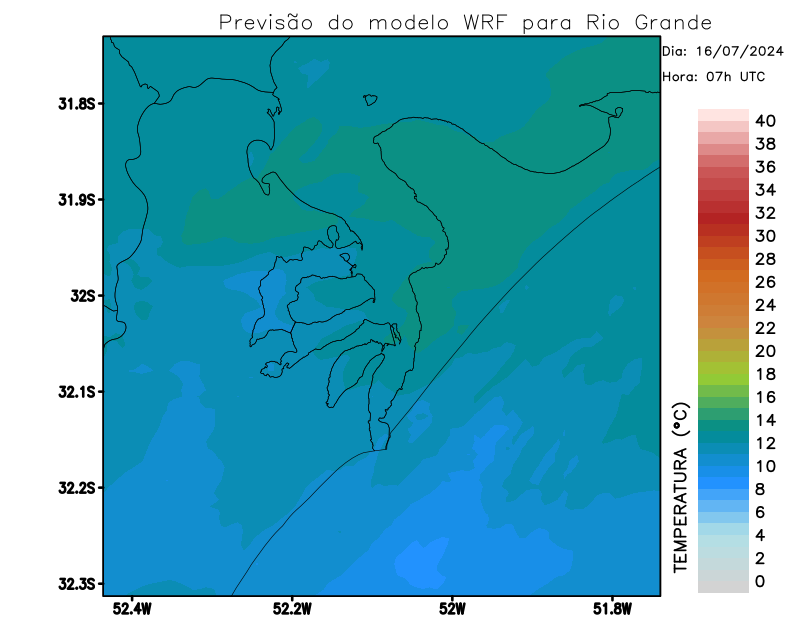 Previsão do modelo WRF para Rio Grande
Dia: 16/07/2024
Hora: 07h UTC
31.8S
31.9S
32S
32.1S
32.2S
32.3S
52.4W
52.2W
52W
51.8W
TEMPERATURA (°C)
40
38
36
34
32
30
28
26
24
22
20
18
16
14
12
10
8
6
4
2
0